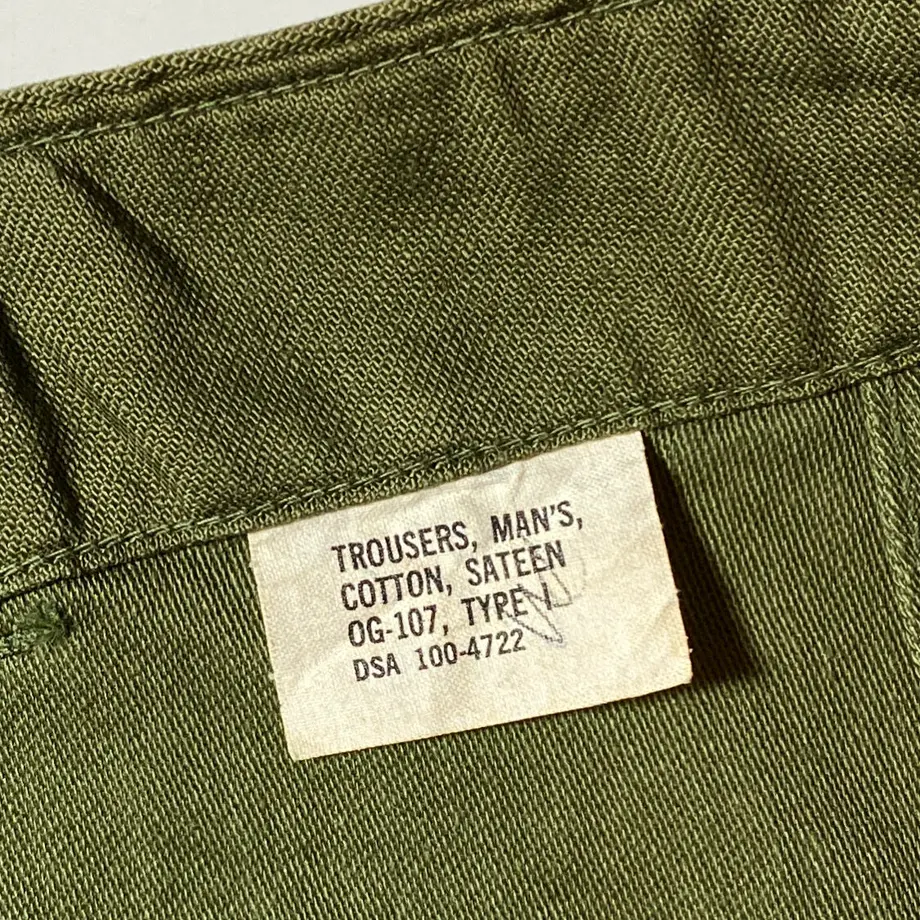 TROUSERS, MAN'S,
COTTON, SATEEN
OG-107, TYPE I
DSA 100-4722